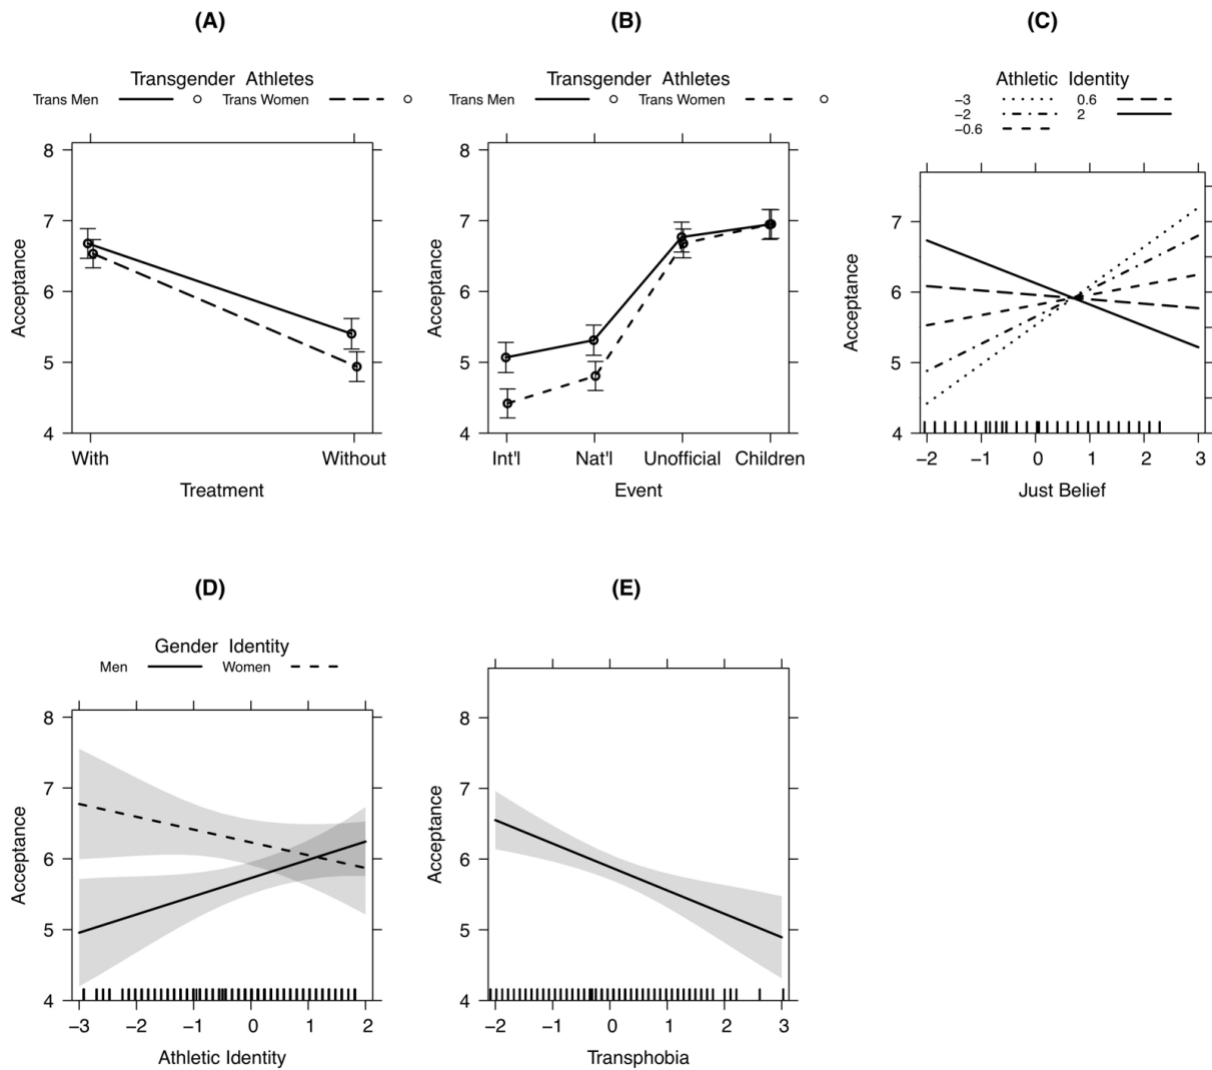 (A)
Transgender Athletes
Trans Men Trans Women
8
7
6
5
4
Acceptance
With Without
Treatment
(B)
Transgender Athletes
Trans Men Trans Women
8
7
6
5
4
Acceptance
Int'l Nat'l Unofficial Children
Event
(C)
Athletic Identity
−3 0.6
−2 2
−0.6
7
6
5
4
Acceptance
−2 −1 0 1 2 3
Just Belief
(D)
Gender Identity
Men Women
8
7
6
5
4
Acceptance
−3 −2 −1 0 1 2
Athletic Identity
(E)
8
7
6
5
4
Acceptance
−2 −1 0 1 2 3
Transphobia